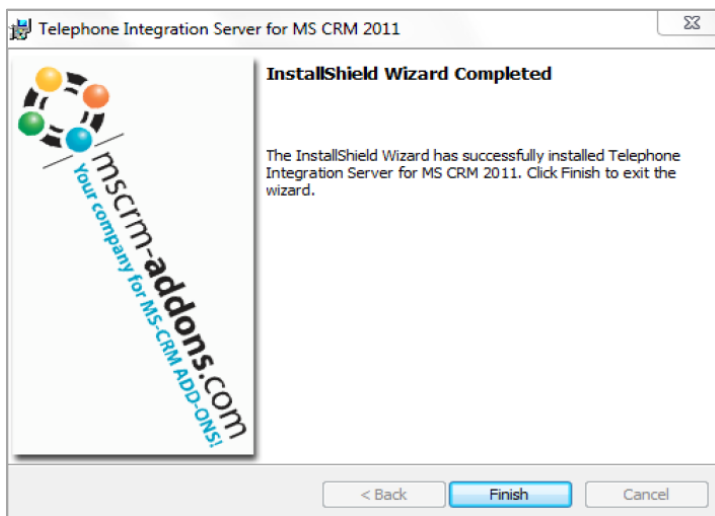 Telephone Integration Server for MS CRM 2011
InstallShield Wizard Completed
The InstallShield Wizard has successfully installed Telephone
Integration Server for MS CRM 2011. Click Finish to exit the
wizard.
mscrm-addons.com
Your company for MS-CRM ADD-ONS!
< Back
Finish
Cancel